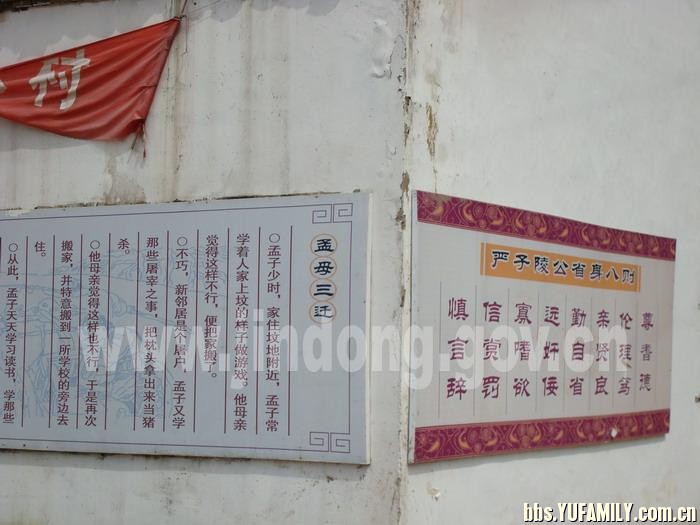 付
孟母三迁
○孟子少时，家住坟地附近，孟子常
学着人家上坟的样子做游戏。他母亲
觉得这样不行，便把家搬了。
○不巧，新邻居是个屠户，孟子又学
那些屠宰之事，把枕头拿出来当猪
杀。
○他母亲觉得这样也不行，于是再次
搬家，并特意搬到一所学校的旁边去
住。
○从此，孟子天天学习读书，学那些
严子陵公省身八则
尊耆德
伦理笃
亲贤良
勤自省
远奸佞
寡嗜欲
信赏罚
慎言辞
www.jindong.gov.cn
bbs.YUFAMILY.com.cn